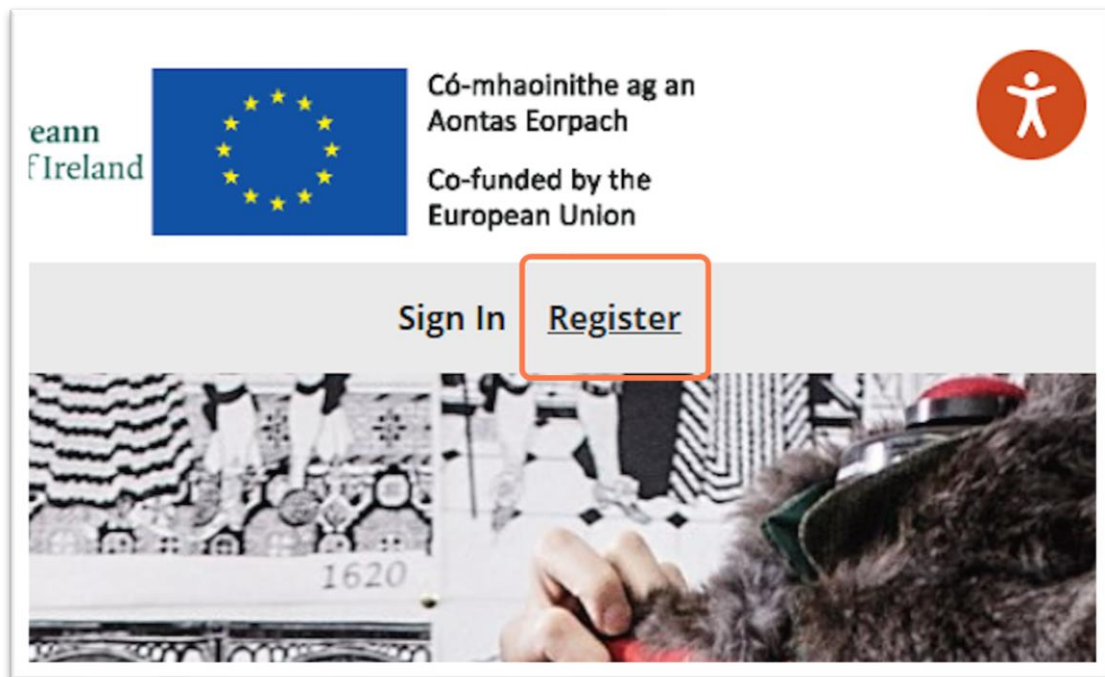 eann
f Ireland
Có-mhaoinithe ag an
Aontas Eorpach
Co-funded by the
European Union
Sign In Register
1620